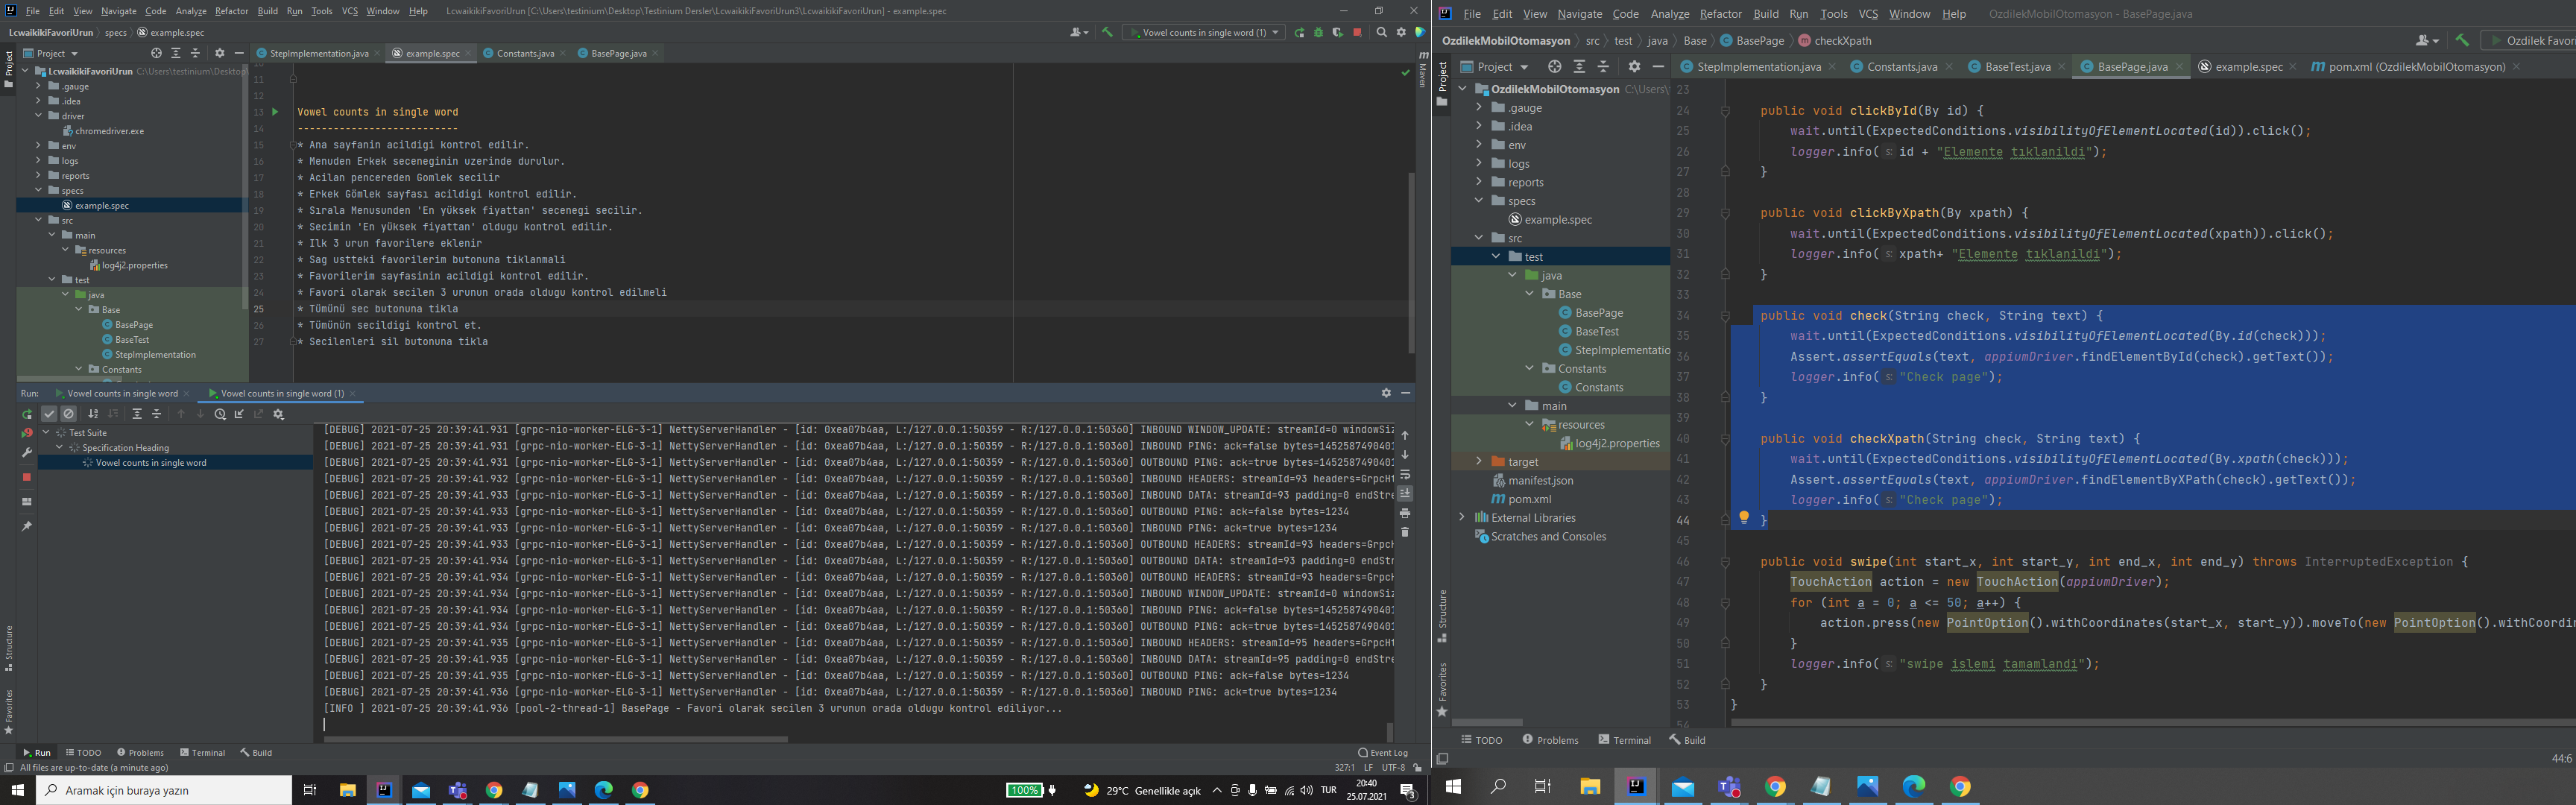 File Edit View Navigate Code Analyze Refactor Build Run Tools VCS Window Help LcwaikikiFavoriUrun [C:\Users\testinium\Desktop\Testinium Dersler\LcwaikikiFavoriUrun3\LcwaikikiFavoriUrun] - example.spec
LcwaikikiFavoriUrun specs example.spec
Vowel counts in single word (1)
Project
StepImplementation.java example.spec Constants.java BasePage.java
LcwaikikiFavoriUrun C:\Users\testinium\Desktop\
.gauge
.idea
driver
chromedriver.exe
env
logs
reports
specs
example.spec
src
main
resources
log4j2.properties
test
java
Base
BasePage
BaseTest
StepImplementation
Constants
11
12
13 Vowel counts in single word
14 ---------------------------
15 * Ana sayfanin acildigi kontrol edilir.
16 * Menuden Erkek seceneginin uzerinde durulur.
17 * Acilan pencereden Gomlek secilir
18 * Erkek Gömlek sayfası acildigi kontrol edilir.
19 * Sırala Menusunden 'En yüksek fiyattan' secenegi secilir.
20 * Secimin 'En yüksek fiyattan' oldugu kontrol edilir.
21 * Ilk 3 urun favorilere eklenir
22 * Sag ustteki favorilerim butonuna tiklanmali
23 * Favorilerim sayfasinin acildigi kontrol edilir.
24 * Favori olarak secilen 3 urunun orada oldugu kontrol edilmeli
25 * Tümünü sec butonuna tikla
26 * Tümünün secildigi kontrol et.
27 * Secilenleri sil butonuna tikla
Maven
Project
Structure
Favorites
Run: Vowel counts in single word Vowel counts in single word (1)
Test Suite
Specification Heading
Vowel counts in single word
[DEBUG] 2021-07-25 20:39:41.931 [grpc-nio-worker-ELG-3-1] NettyServerHandler - [id: 0xea07b4aa, L:/127.0.0.1:50359 - R:/127.0.0.1:50360] INBOUND WINDOW_UPDATE: streamId=0 windowSiz
[DEBUG] 2021-07-25 20:39:41.931 [grpc-nio-worker-ELG-3-1] NettyServerHandler - [id: 0xea07b4aa, L:/127.0.0.1:50359 - R:/127.0.0.1:50360] INBOUND PING: ack=false bytes=1452587490401
[DEBUG] 2021-07-25 20:39:41.931 [grpc-nio-worker-ELG-3-1] NettyServerHandler - [id: 0xea07b4aa, L:/127.0.0.1:50359 - R:/127.0.0.1:50360] OUTBOUND PING: ack=true bytes=1452587490401
[DEBUG] 2021-07-25 20:39:41.932 [grpc-nio-worker-ELG-3-1] NettyServerHandler - [id: 0xea07b4aa, L:/127.0.0.1:50359 - R:/127.0.0.1:50360] INBOUND HEADERS: streamId=93 headers=GrpcHt
[DEBUG] 2021-07-25 20:39:41.933 [grpc-nio-worker-ELG-3-1] NettyServerHandler - [id: 0xea07b4aa, L:/127.0.0.1:50359 - R:/127.0.0.1:50360] INBOUND DATA: streamId=93 padding=0 endStre
[DEBUG] 2021-07-25 20:39:41.933 [grpc-nio-worker-ELG-3-1] NettyServerHandler - [id: 0xea07b4aa, L:/127.0.0.1:50359 - R:/127.0.0.1:50360] OUTBOUND PING: ack=false bytes=1234
[DEBUG] 2021-07-25 20:39:41.933 [grpc-nio-worker-ELG-3-1] NettyServerHandler - [id: 0xea07b4aa, L:/127.0.0.1:50359 - R:/127.0.0.1:50360] INBOUND PING: ack=true bytes=1234
[DEBUG] 2021-07-25 20:39:41.933 [grpc-nio-worker-ELG-3-1] NettyServerHandler - [id: 0xea07b4aa, L:/127.0.0.1:50359 - R:/127.0.0.1:50360] OUTBOUND HEADERS: streamId=93 headers=GrpcH
[DEBUG] 2021-07-25 20:39:41.934 [grpc-nio-worker-ELG-3-1] NettyServerHandler - [id: 0xea07b4aa, L:/127.0.0.1:50359 - R:/127.0.0.1:50360] OUTBOUND DATA: streamId=93 padding=0 endStr
[DEBUG] 2021-07-25 20:39:41.934 [grpc-nio-worker-ELG-3-1] NettyServerHandler - [id: 0xea07b4aa, L:/127.0.0.1:50359 - R:/127.0.0.1:50360] OUTBOUND HEADERS: streamId=93 headers=GrpcH
[DEBUG] 2021-07-25 20:39:41.934 [grpc-nio-worker-ELG-3-1] NettyServerHandler - [id: 0xea07b4aa, L:/127.0.0.1:50359 - R:/127.0.0.1:50360] INBOUND WINDOW_UPDATE: streamId=0 windowSiz
[DEBUG] 2021-07-25 20:39:41.934 [grpc-nio-worker-ELG-3-1] NettyServerHandler - [id: 0xea07b4aa, L:/127.0.0.1:50359 - R:/127.0.0.1:50360] INBOUND PING: ack=false bytes=1452587490401
[DEBUG] 2021-07-25 20:39:41.934 [grpc-nio-worker-ELG-3-1] NettyServerHandler - [id: 0xea07b4aa, L:/127.0.0.1:50359 - R:/127.0.0.1:50360] OUTBOUND PING: ack=true bytes=1452587490401
[DEBUG] 2021-07-25 20:39:41.935 [grpc-nio-worker-ELG-3-1] NettyServerHandler - [id: 0xea07b4aa, L:/127.0.0.1:50359 - R:/127.0.0.1:50360] INBOUND HEADERS: streamId=95 headers=GrpcHt
[DEBUG] 2021-07-25 20:39:41.935 [grpc-nio-worker-ELG-3-1] NettyServerHandler - [id: 0xea07b4aa, L:/127.0.0.1:50359 - R:/127.0.0.1:50360] INBOUND DATA: streamId=95 padding=0 endStre
[DEBUG] 2021-07-25 20:39:41.935 [grpc-nio-worker-ELG-3-1] NettyServerHandler - [id: 0xea07b4aa, L:/127.0.0.1:50359 - R:/127.0.0.1:50360] OUTBOUND PING: ack=false bytes=1234
[DEBUG] 2021-07-25 20:39:41.936 [grpc-nio-worker-ELG-3-1] NettyServerHandler - [id: 0xea07b4aa, L:/127.0.0.1:50359 - R:/127.0.0.1:50360] INBOUND PING: ack=true bytes=1234
[INFO ] 2021-07-25 20:39:41.936 [pool-2-thread-1] BasePage - Favori olarak secilen 3 urunun orada oldugu kontrol ediliyor...
Run TODO Problems Terminal Build Event Log
All files are up-to-date (a minute ago) 327:1 LF UTF-8
Aramak için buraya yazın 100% 29°C Genellikle açık TUR 20:40
25.07.2021 3
File Edit View Navigate Code Analyze Refactor Build Run Tools VCS Window Help OzdilekMobilOtomasyon - BasePage.java
OzdilekMobilOtomasyon src test java Base BasePage checkXpath Ozdilek Favori
Project
StepImplementation.java Constants.java BaseTest.java BasePage.java example.spec pom.xml (OzdilekMobilOtomasyon)
OzdilekMobilOtomasyon C:\Users\
.gauge
.idea
env
logs
reports
specs
example.spec
src
test
java
Base
BasePage
BaseTest
StepImplementatio
Constants
Constants
main
resources
log4j2.properties
target
manifest.json
pom.xml
External Libraries
Scratches and Consoles
Project
Structure
Favorites
23
24 public void clickById(By id) {
25 wait.until(ExpectedConditions.visibilityOfElementLocated(id)).click();
26 logger.info( s: id + "Elemente tıklanildi");
27 }
28
29 public void clickByXpath(By xpath) {
30 wait.until(ExpectedConditions.visibilityOfElementLocated(xpath)).click();
31 logger.info( s: xpath+ "Elemente tıklanildi");
32 }
33
34 public void check(String check, String text) {
35 wait.until(ExpectedConditions.visibilityOfElementLocated(By.id(check)));
36 Assert.assertEquals(text, appiumDriver.findElementById(check).getText());
37 logger.info( s: "Check page");
38 }
39
40 public void checkXpath(String check, String text) {
41 wait.until(ExpectedConditions.visibilityOfElementLocated(By.xpath(check)));
42 Assert.assertEquals(text, appiumDriver.findElementByXPath(check).getText());
43 logger.info( s: "Check page");
44 }
45
46 public void swipe(int start_x, int start_y, int end_x, int end_y) throws InterruptedException {
47 TouchAction action = new TouchAction(appiumDriver);
48 for (int a = 0; a <= 50; a++) {
49 action.press(new PointOption().withCoordinates(start_x, start_y)).moveTo(new PointOption().withCoordin
50 }
51 logger.info( s: "swipe islemi tamamlandi");
52 }
53 }
54
TODO Problems Terminal Build
44:6